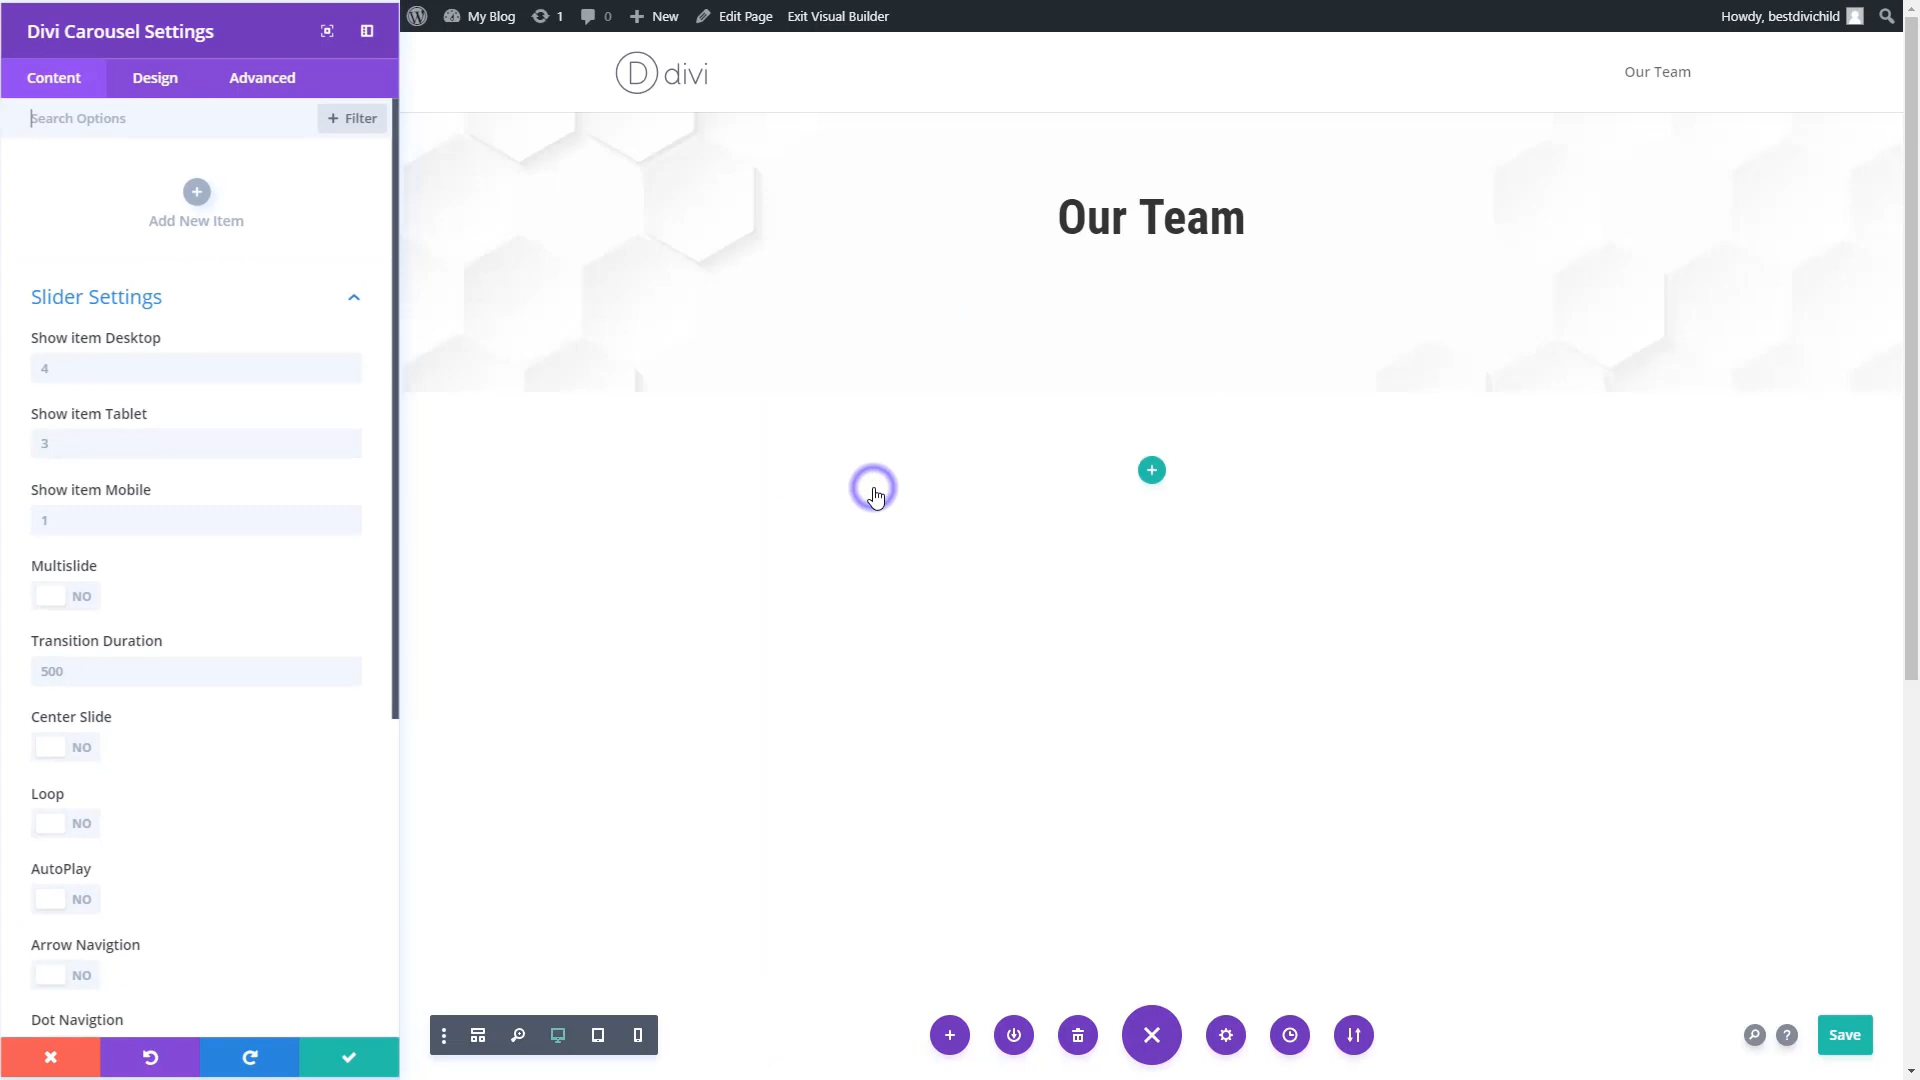 Divi Carousel Settings
Content
Design
Advanced
Search Options
+ Filter
Add New Item
Slider Settings
Show item Desktop
4
Show item Tablet
3
Show item Mobile
1
Multislide
NO
Transition Duration
500
Center Slide
NO
Loop
NO
AutoPlay
NO
Arrow Navigtion
NO
Dot Navigtion
My Blog
1
0
New
Edit Page
Exit Visual Builder
Howdy, bestdivichild
D divi
Our Team
Our Team
?
Save